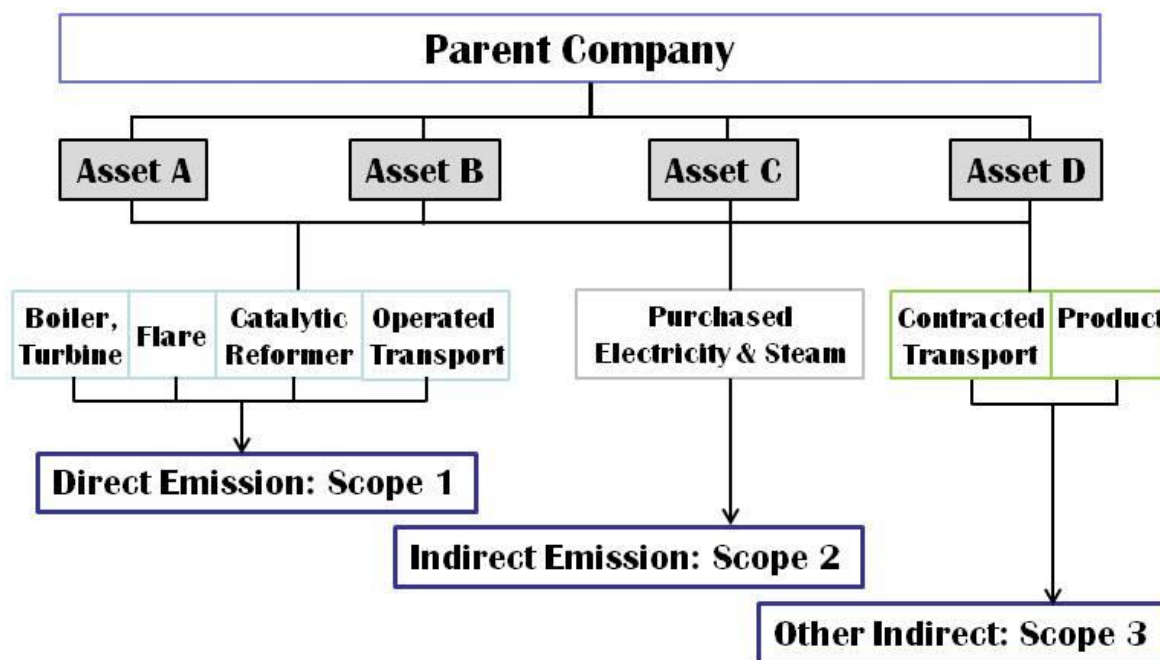 Parent Company
Asset A
Asset B
Asset C
Asset D
Boiler,
Turbine
Flare
Catalytic
Reformer
Operated
Transport
Purchased
Electricity & Steam
Contracted
Transport
Product
Direct Emission: Scope 1
Indirect Emission: Scope 2
Other Indirect: Scope 3